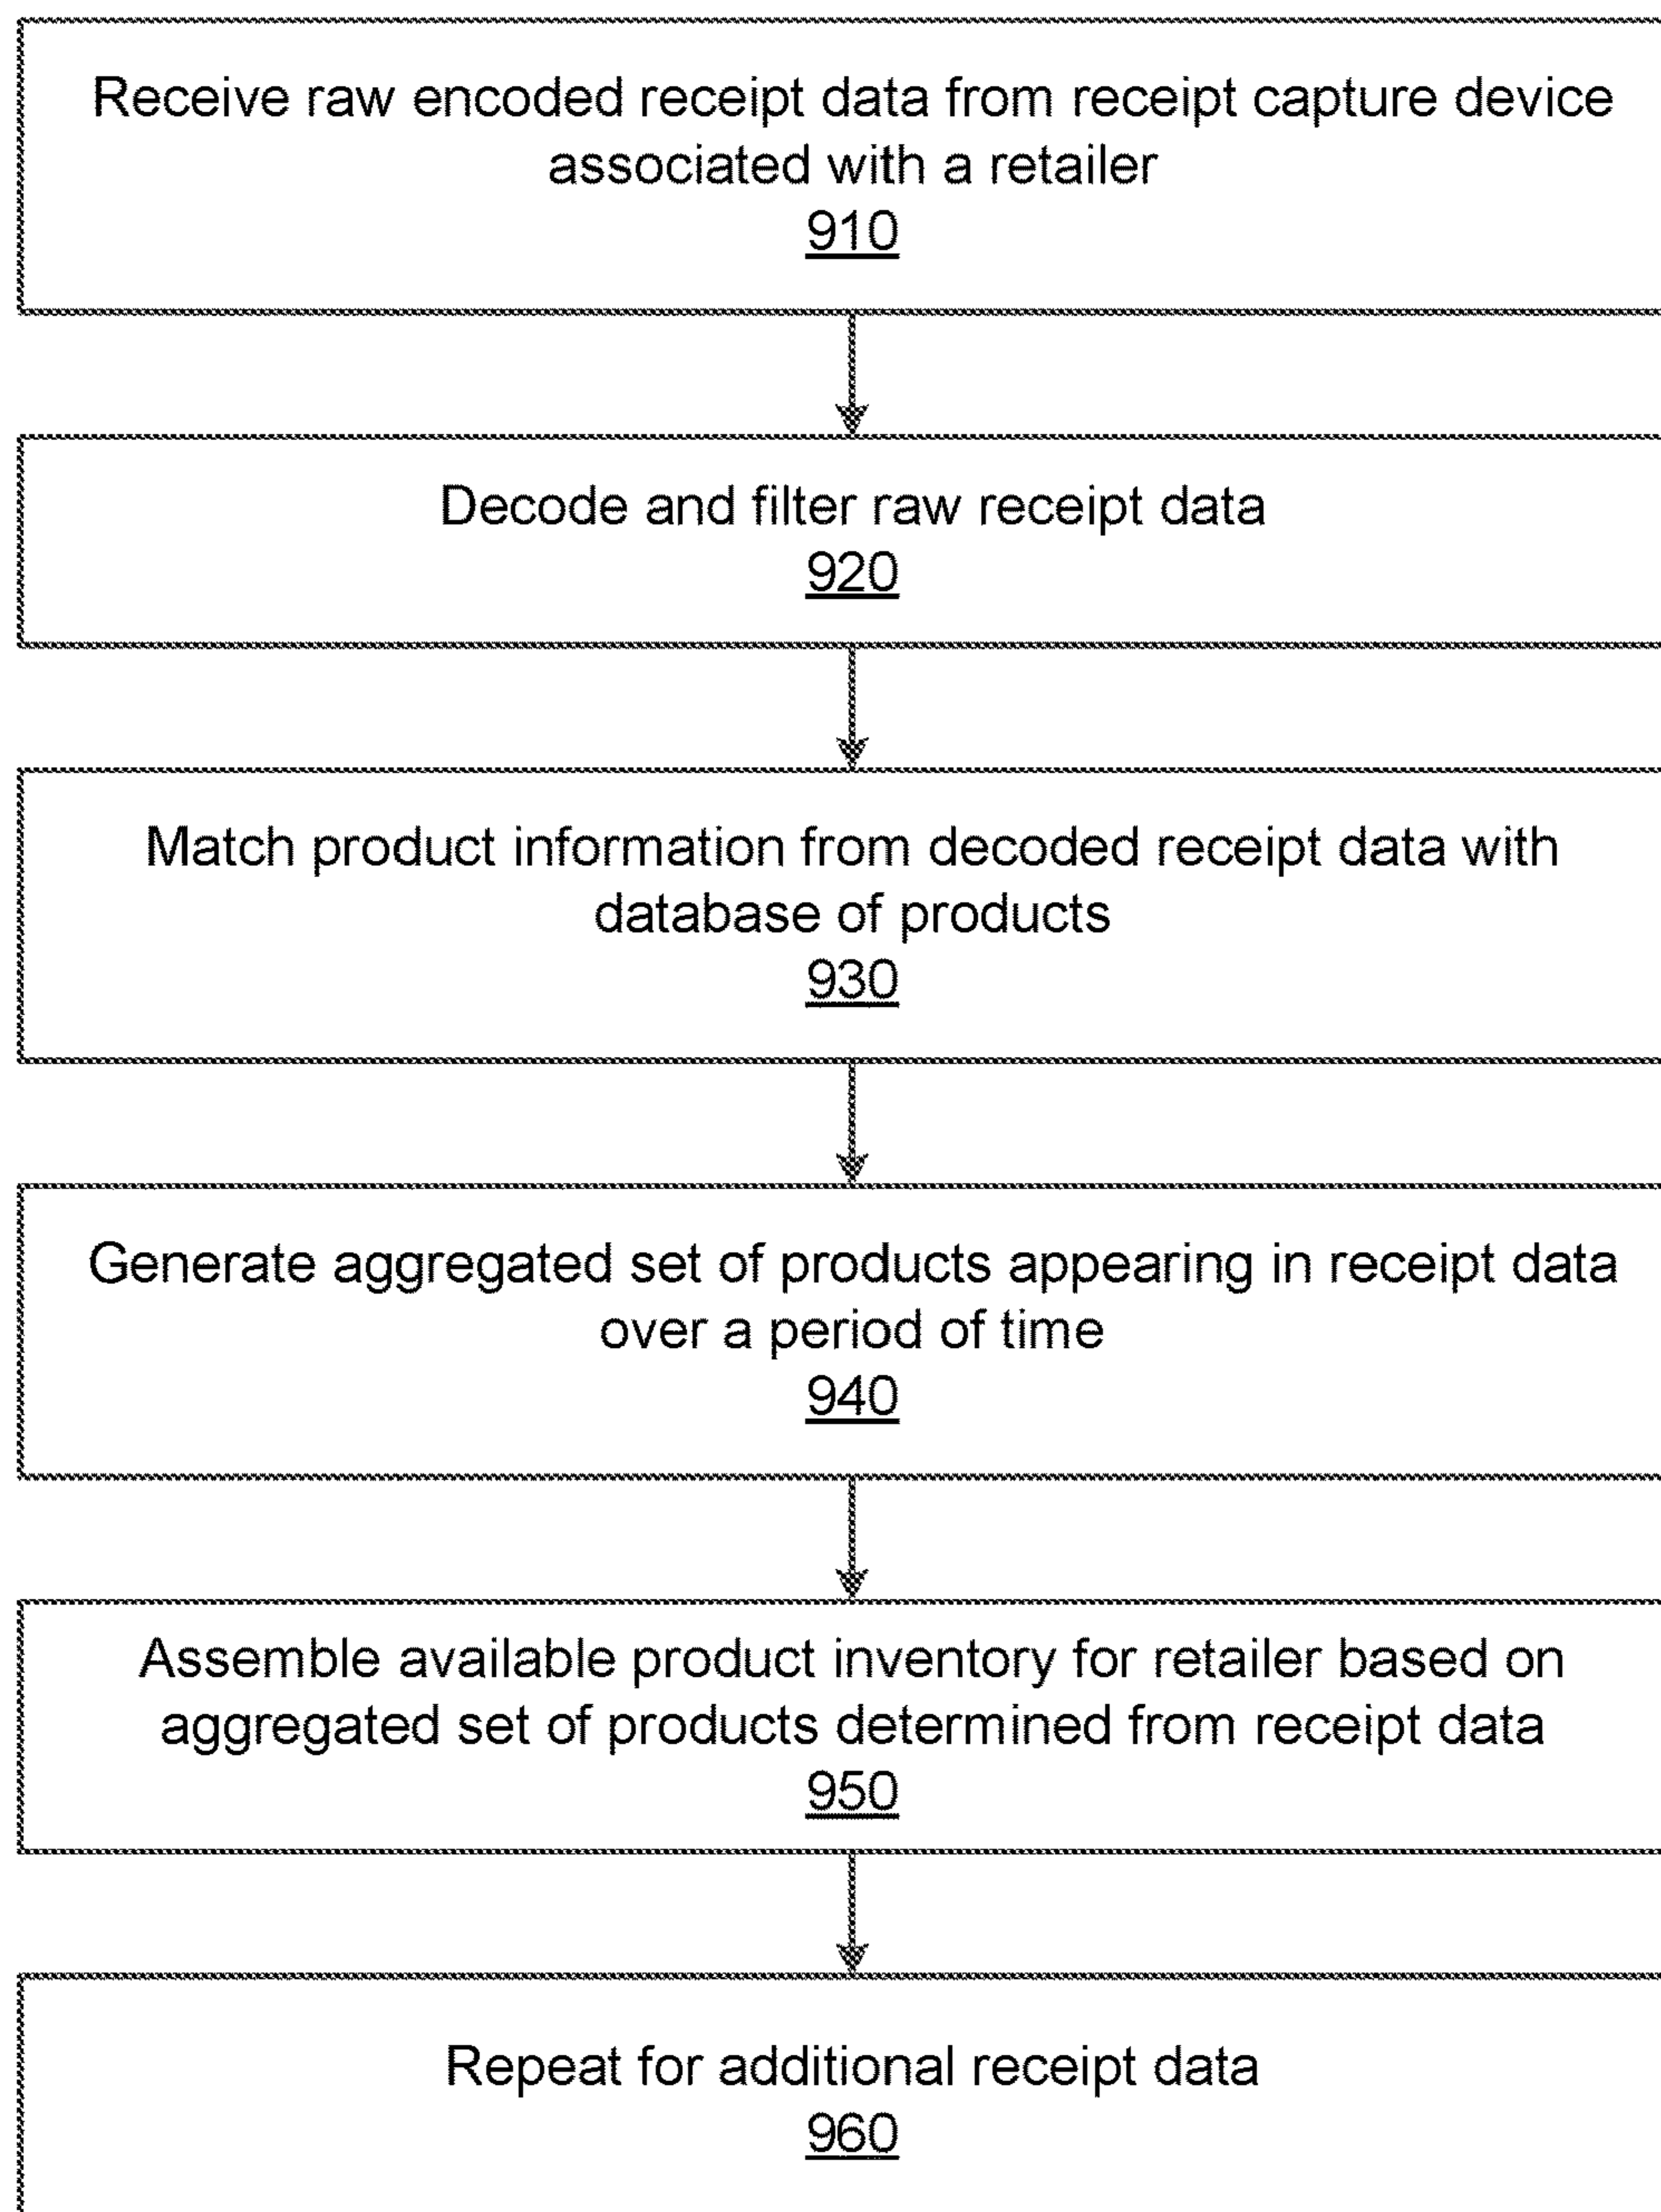 Receive raw encoded receipt data from receipt capture device
associated with a retailer
910
Decode and filter raw receipt data
920
Match product information from decoded receipt data with
database of products
930
Generate aggregated set of products appearing in receipt data
over a period of time
940
Assemble available product inventory for retailer based on
aggregated set of products determined from receipt data
950
Repeat for additional receipt data
960